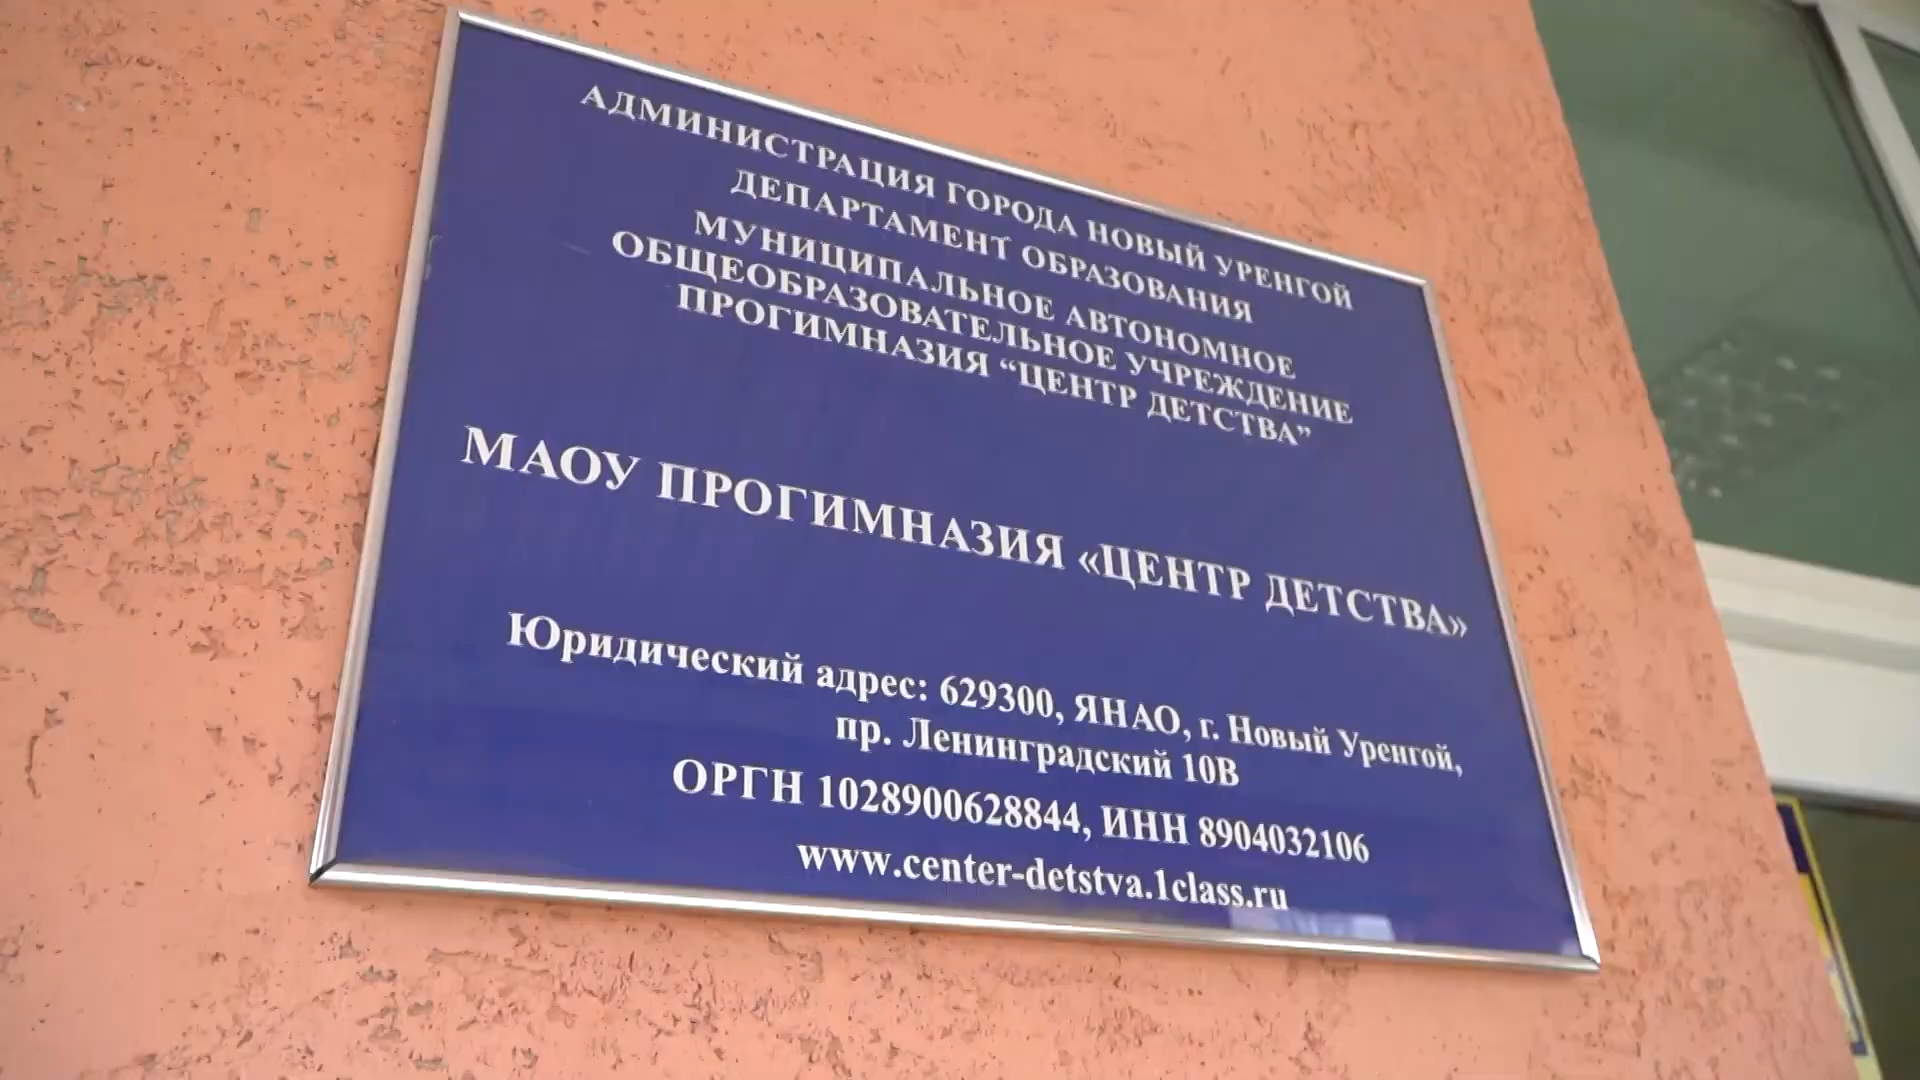 АДМИНИСТРАЦИЯ ГОРОДА НОВЫЙ УРЕНГОЙ
ДЕПАРТАМЕНТ ОБРАЗОВАНИЯ
МУНИЦИПАЛЬНОЕ АВТОНОМНОЕ
ОБЩЕОБРАЗОВАТЕЛЬНОЕ УЧРЕЖДЕНИЕ
ПРОГИМНАЗИЯ “ЦЕНТР ДЕТСТВА”
МАОУ ПРОГИМНАЗИЯ «ЦЕНТР ДЕТСТВА»
Юридический адрес: 629300, ЯНАО, г. Новый Уренгой,
пр. Ленинградский 10В
ОРГН 1028900628844, ИНН 8904032106
www.center-detstva.1class.ru